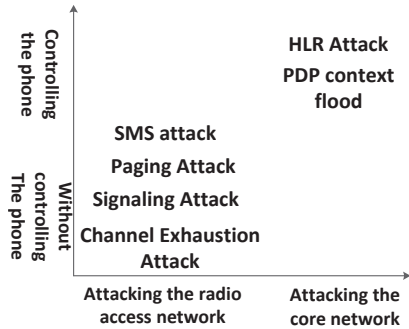 Controlling
the phone
HLR Attack
PDP context
flood
SMS attack
Paging Attack
Signaling Attack
Channel Exhaustion
Attack
Without
controlling
The phone
Attacking the radio
access network
Attacking the
core network